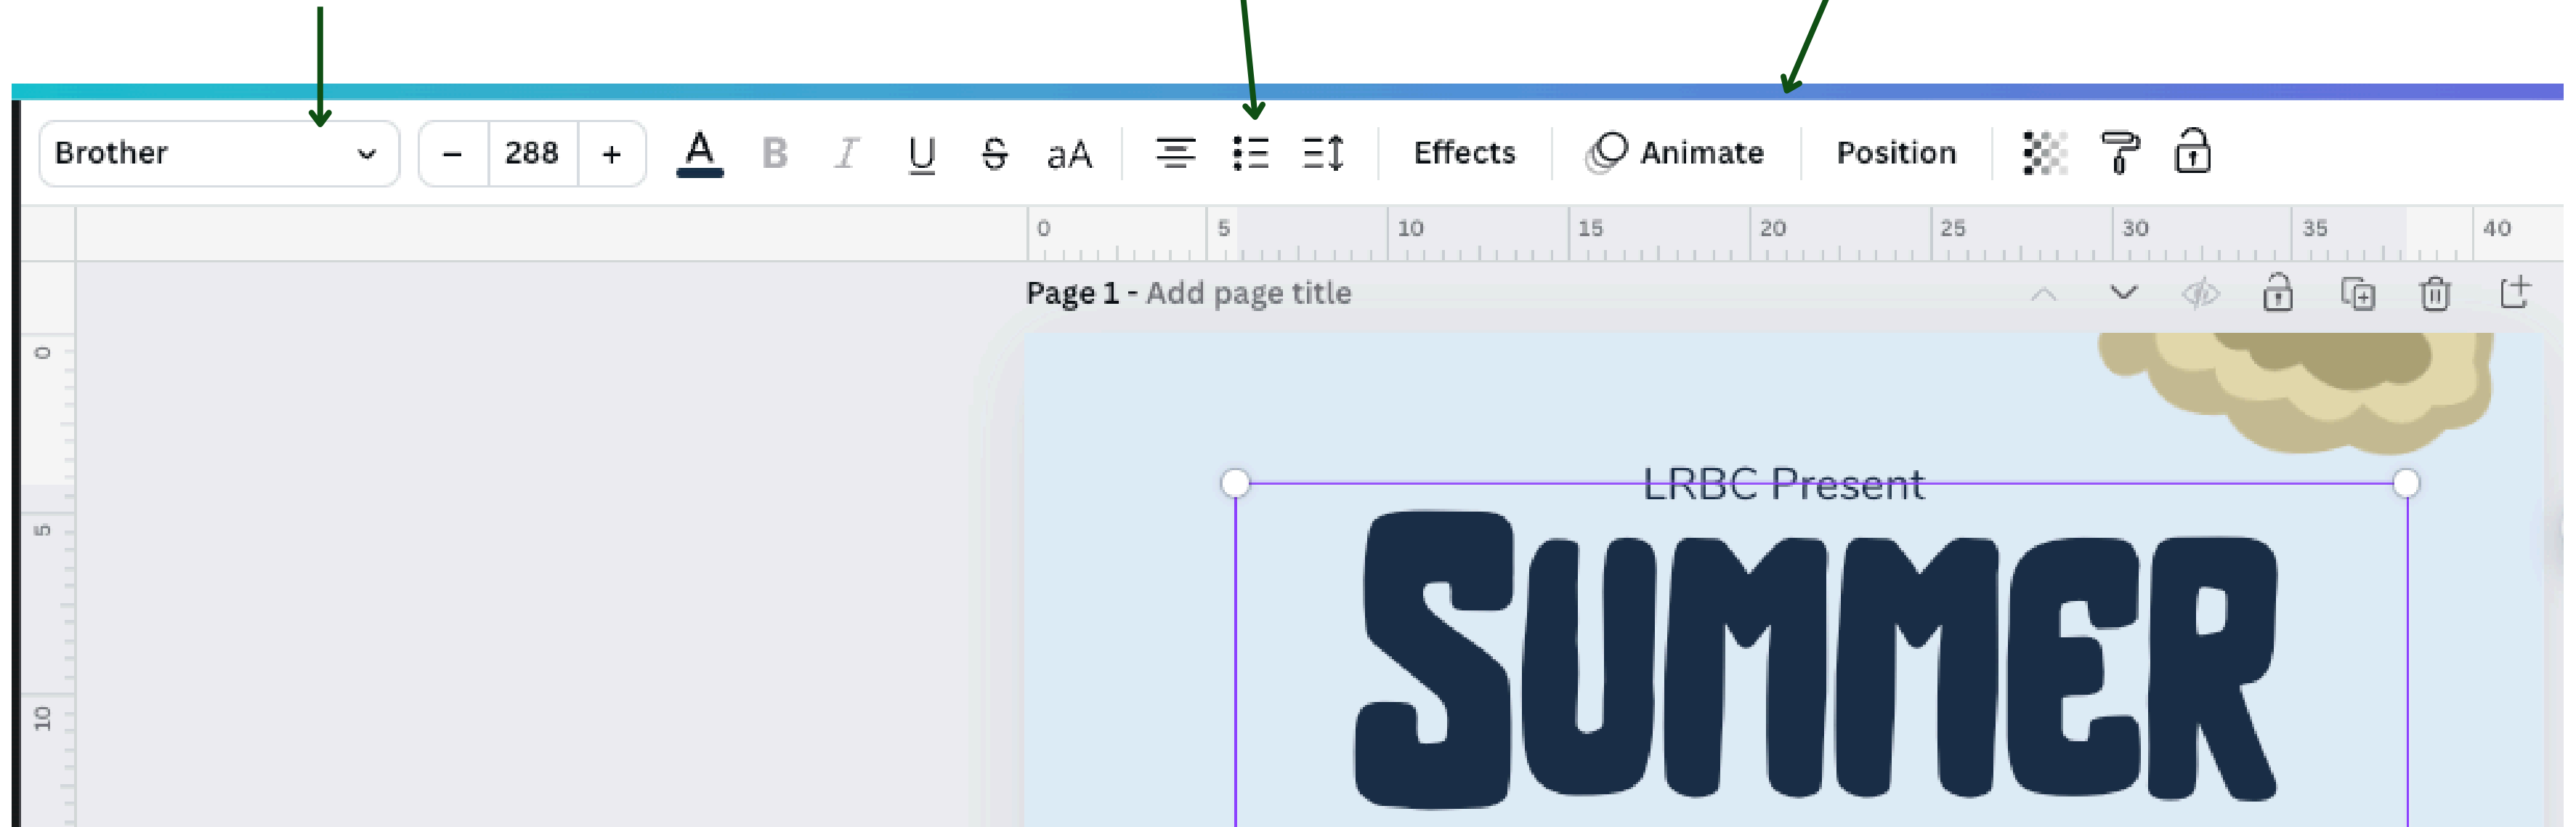 Brother – 288 + A B I U S aA Effects Animate Position
0 5 10 15 20 25 30 35 40
Page 1 - Add page title
0
5
10
LRBC Present
SUMMER